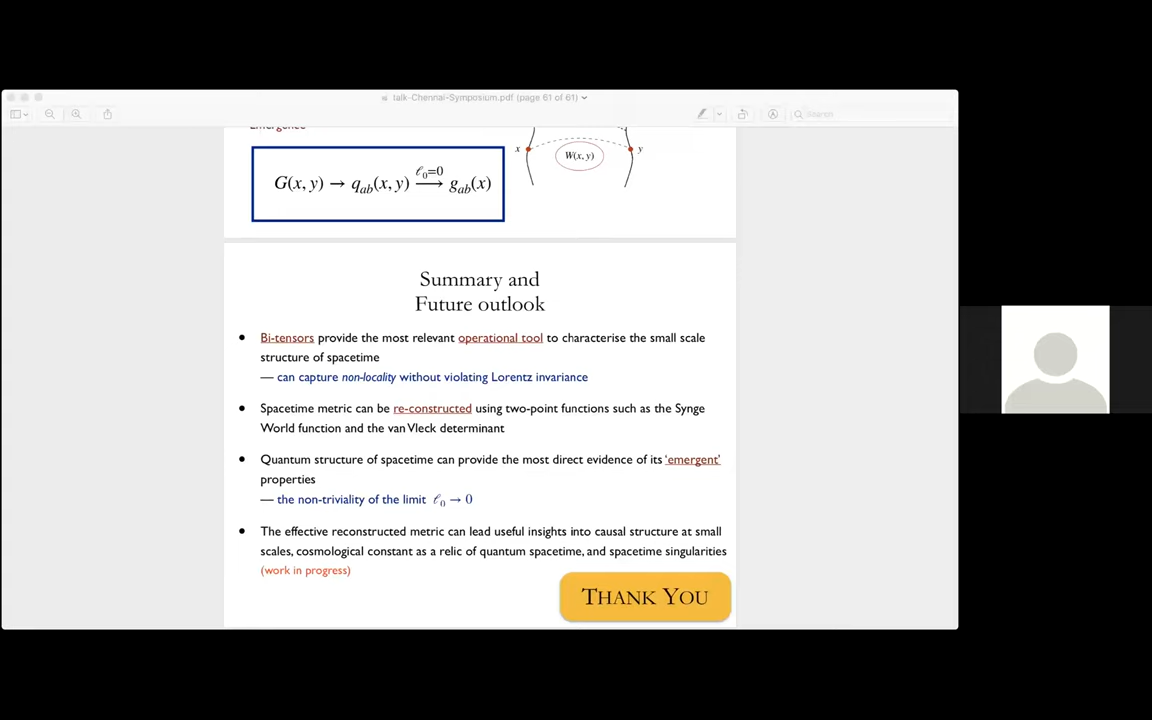 talk-Chennai-Symposium.pdf (page 61 of 61)
Search
Emergence
x
W(x, y)
y
G(x, y) → qab(x, y) ℓ0=0 ⟶ gab(x)
Summary and
Future outlook
• Bi-tensors provide the most relevant operational tool to characterise the small scale
structure of spacetime
— can capture non-locality without violating Lorentz invariance
• Spacetime metric can be re-constructed using two-point functions such as the Synge
World function and the van Vleck determinant
• Quantum structure of spacetime can provide the most direct evidence of its 'emergent'
properties
— the non-triviality of the limit ℓ0 → 0
• The effective reconstructed metric can lead useful insights into causal structure at small
scales, cosmological constant as a relic of quantum spacetime, and spacetime singularities
(work in progress)
THANK YOU